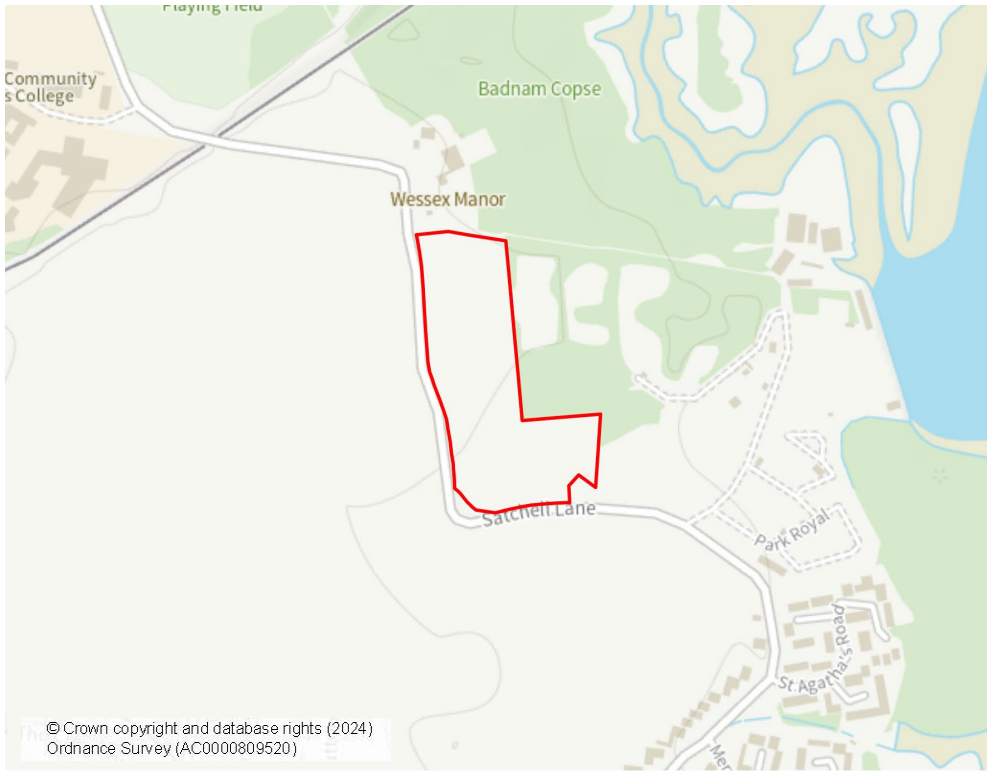 Playing Field
Community
s College
Badnam Copse
Wessex Manor
Satchell Lane
Park Royal
St Agatha's Road
Mer
© Crown copyright and database rights (2024)
Ordnance Survey (AC0000809520)